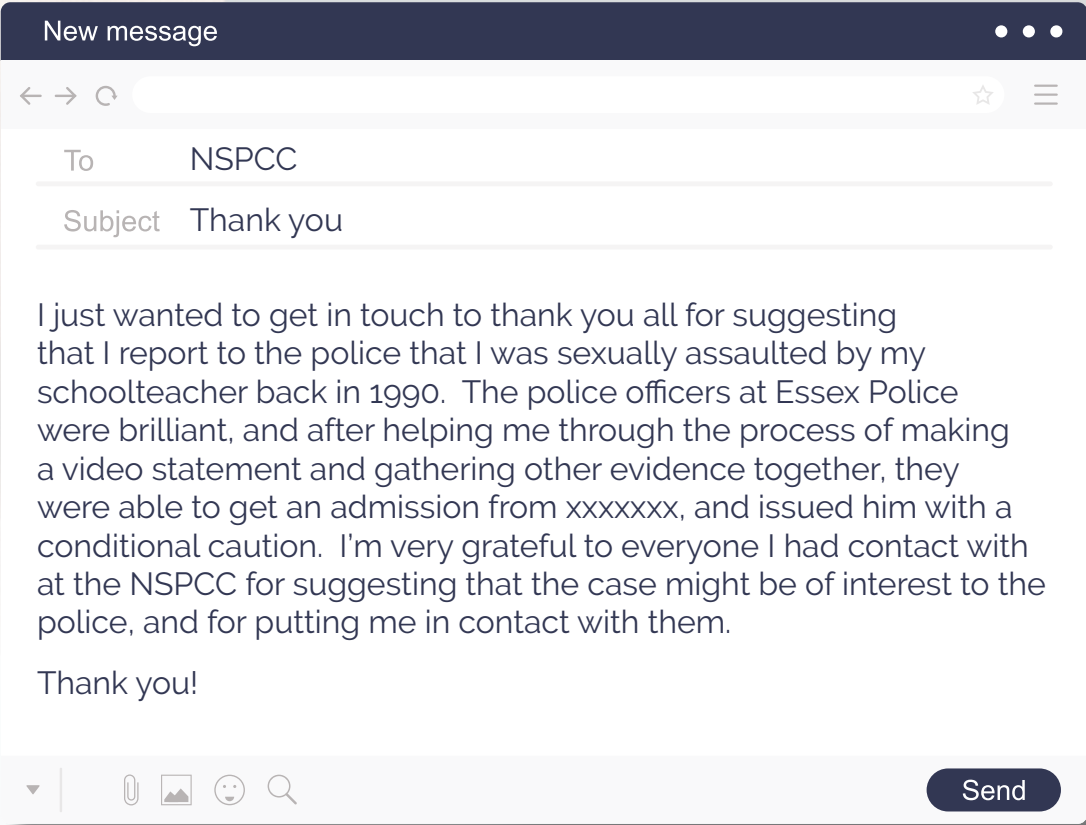 New message
To NSPCC
Subject Thank you
I just wanted to get in touch to thank you all for suggesting
that I report to the police that I was sexually assaulted by my
schoolteacher back in 1990.  The police officers at Essex Police
were brilliant, and after helping me through the process of making
a video statement and gathering other evidence together, they
were able to get an admission from xxxxxxx, and issued him with a
conditional caution.  I’m very grateful to everyone I had contact with
at the NSPCC for suggesting that the case might be of interest to the
police, and for putting me in contact with them.
Thank you!
Send